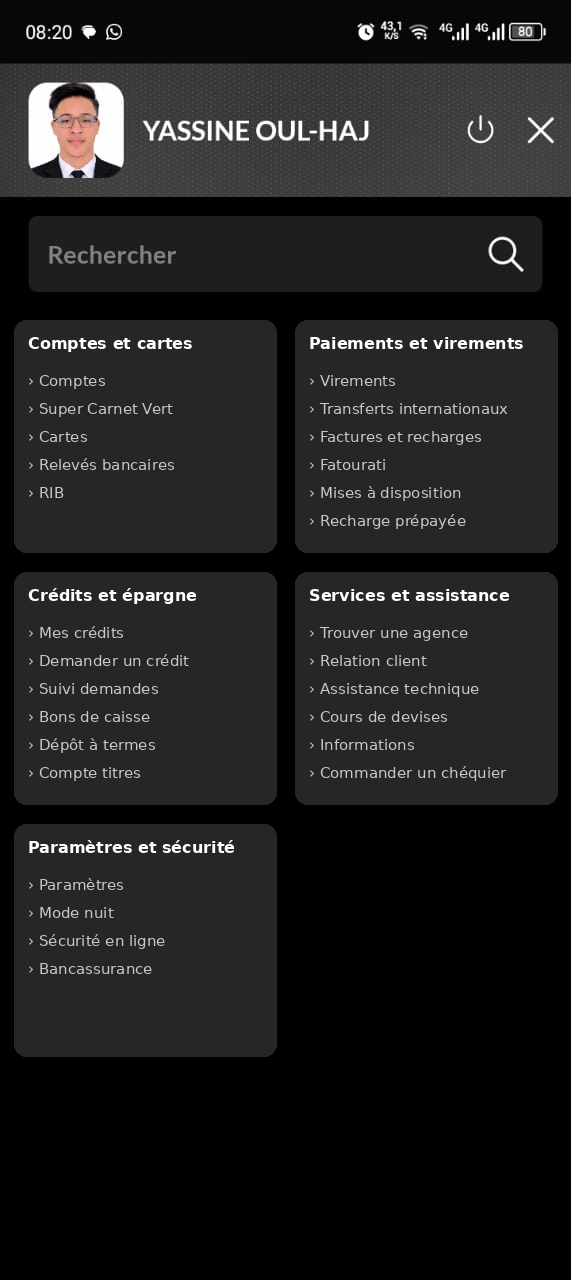 08:20
43,1
K/S
4G
4G
80
YASSINE OUL-HAJ
Rechercher
Comptes et cartes
› Comptes
› Super Carnet Vert
› Cartes
› Relevés bancaires
› RIB
Paiements et virements
› Virements
› Transferts internationaux
› Factures et recharges
› Fatourati
› Mises à disposition
› Recharge prépayée
Crédits et épargne
› Mes crédits
› Demander un crédit
› Suivi demandes
› Bons de caisse
› Dépôt à termes
› Compte titres
Services et assistance
› Trouver une agence
› Relation client
› Assistance technique
› Cours de devises
› Informations
› Commander un chéquier
Paramètres et sécurité
› Paramètres
› Mode nuit
› Sécurité en ligne
› Bancassurance